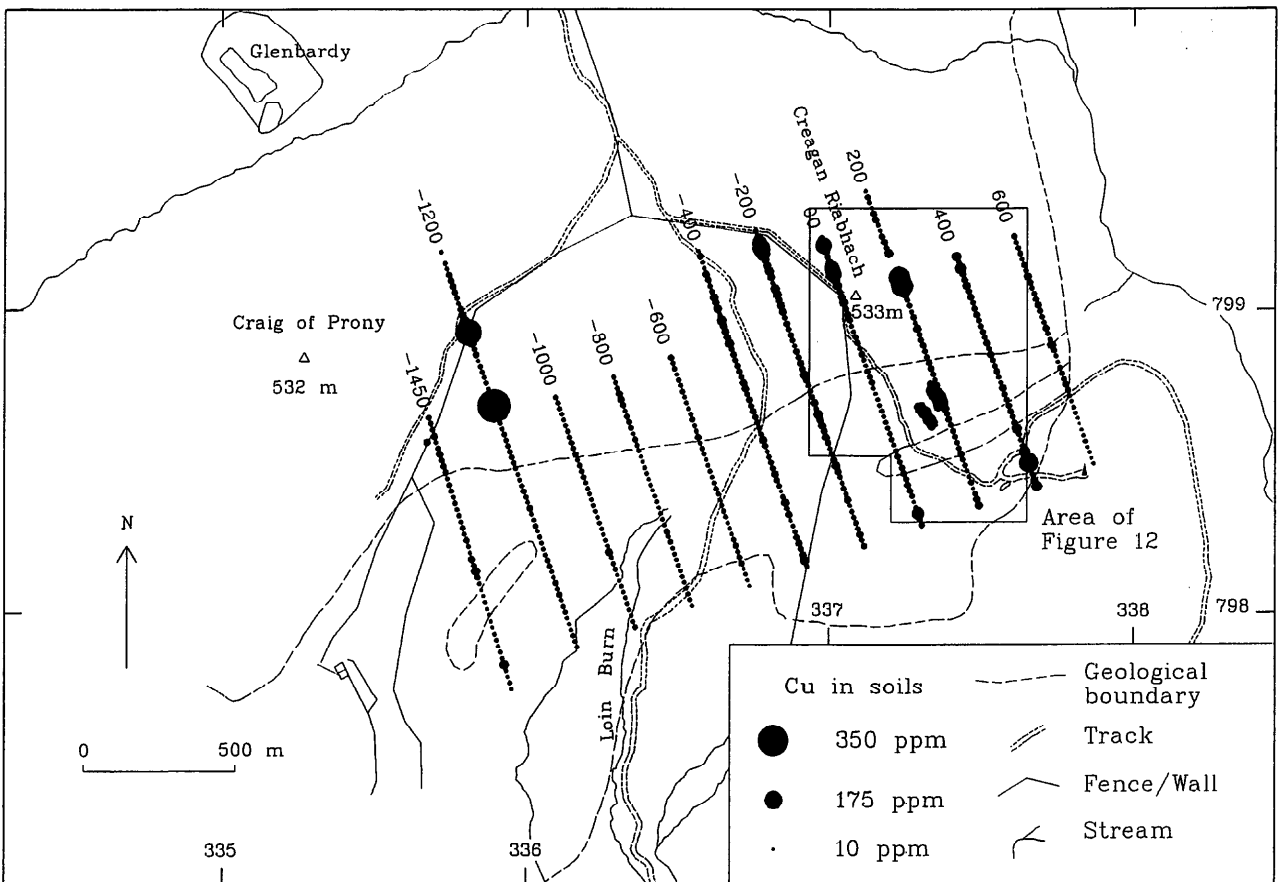 Glenbardy
Creagan Riabhach
533m
Craig of Prony
532 m
-1450
-1200
-1000
-800
-600
-400
-200
00
200
400
600
799
798
337
338
335
336
N
0 500 m
Loin Burn
Area of
Figure 12
Cu in soils
350 ppm
175 ppm
10 ppm
Geological
boundary
Track
Fence/Wall
Stream